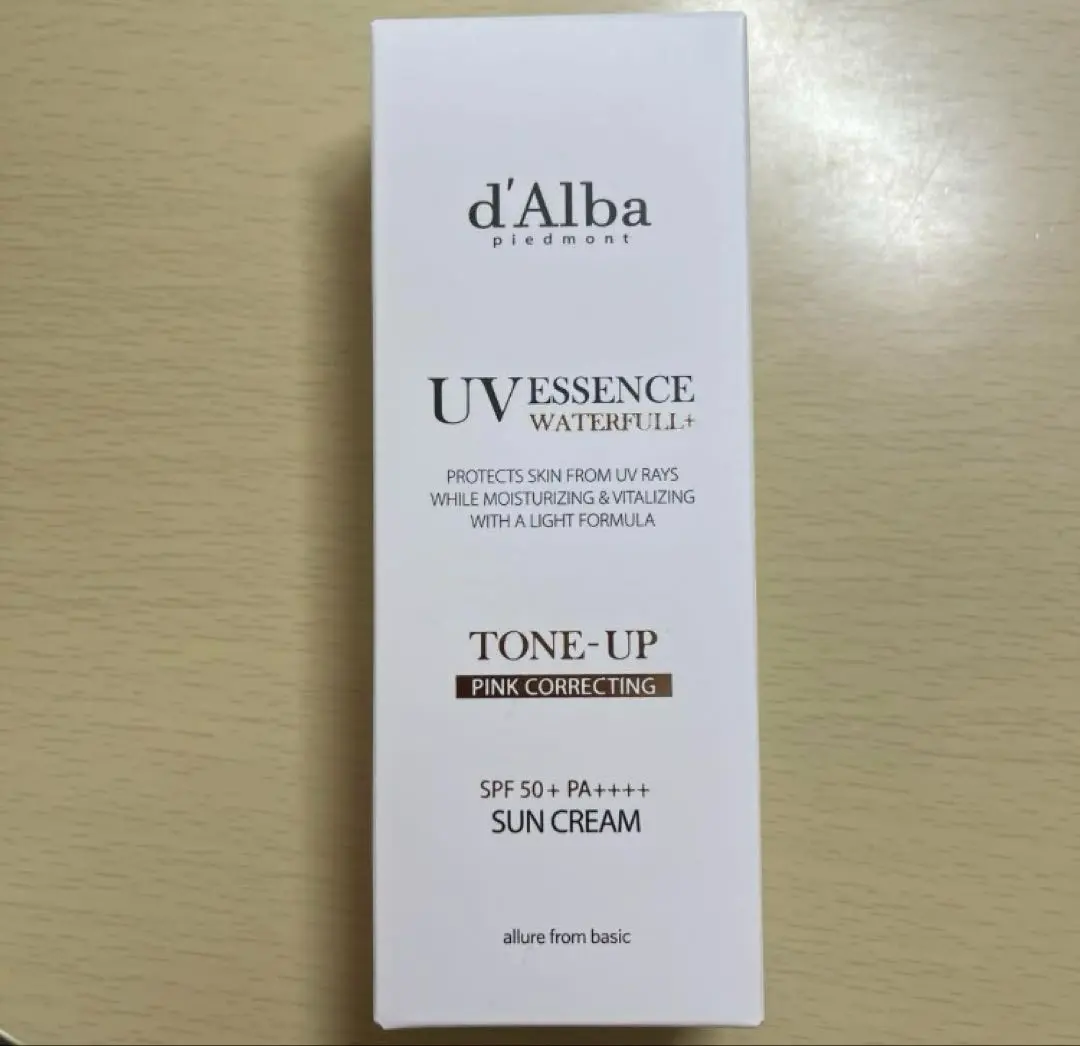 d'Alba
piedmont
UV ESSENCE
WATERFULL+
PROTECTS SKIN FROM UV RAYS
WHILE MOISTURIZING & VITALIZING
WITH A LIGHT FORMULA
TONE-UP
PINK CORRECTING
SPF 50+ PA++++
SUN CREAM
allure from basic